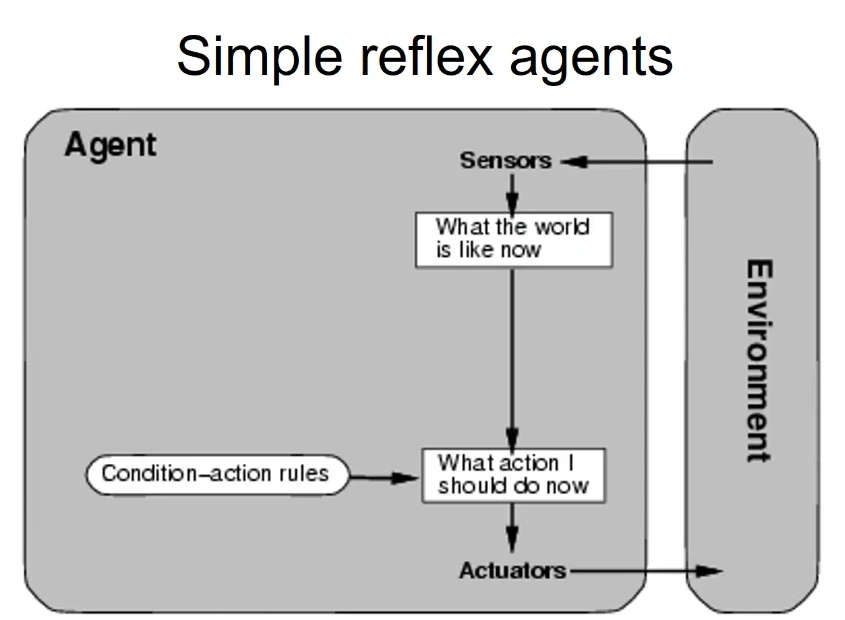 Simple reflex agents
Agent
Sensors
What the world
is like now
Environment
Condition–action rules
What action I
should do now
Actuators